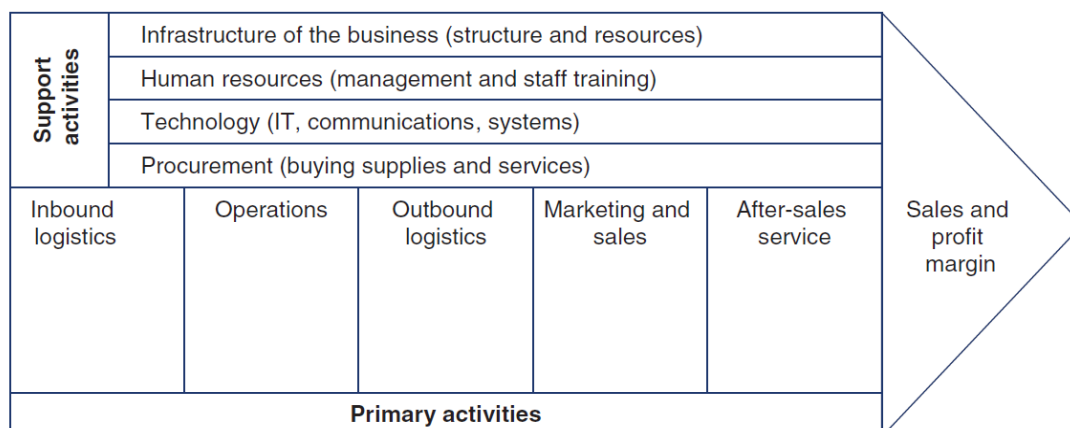 Support
activities
Infrastructure of the business (structure and resources)
Human resources (management and staff training)
Technology (IT, communications, systems)
Procurement (buying supplies and services)
Inbound
logistics
Operations
Outbound
logistics
Marketing and
sales
After-sales
service
Sales and
profit
margin
Primary activities